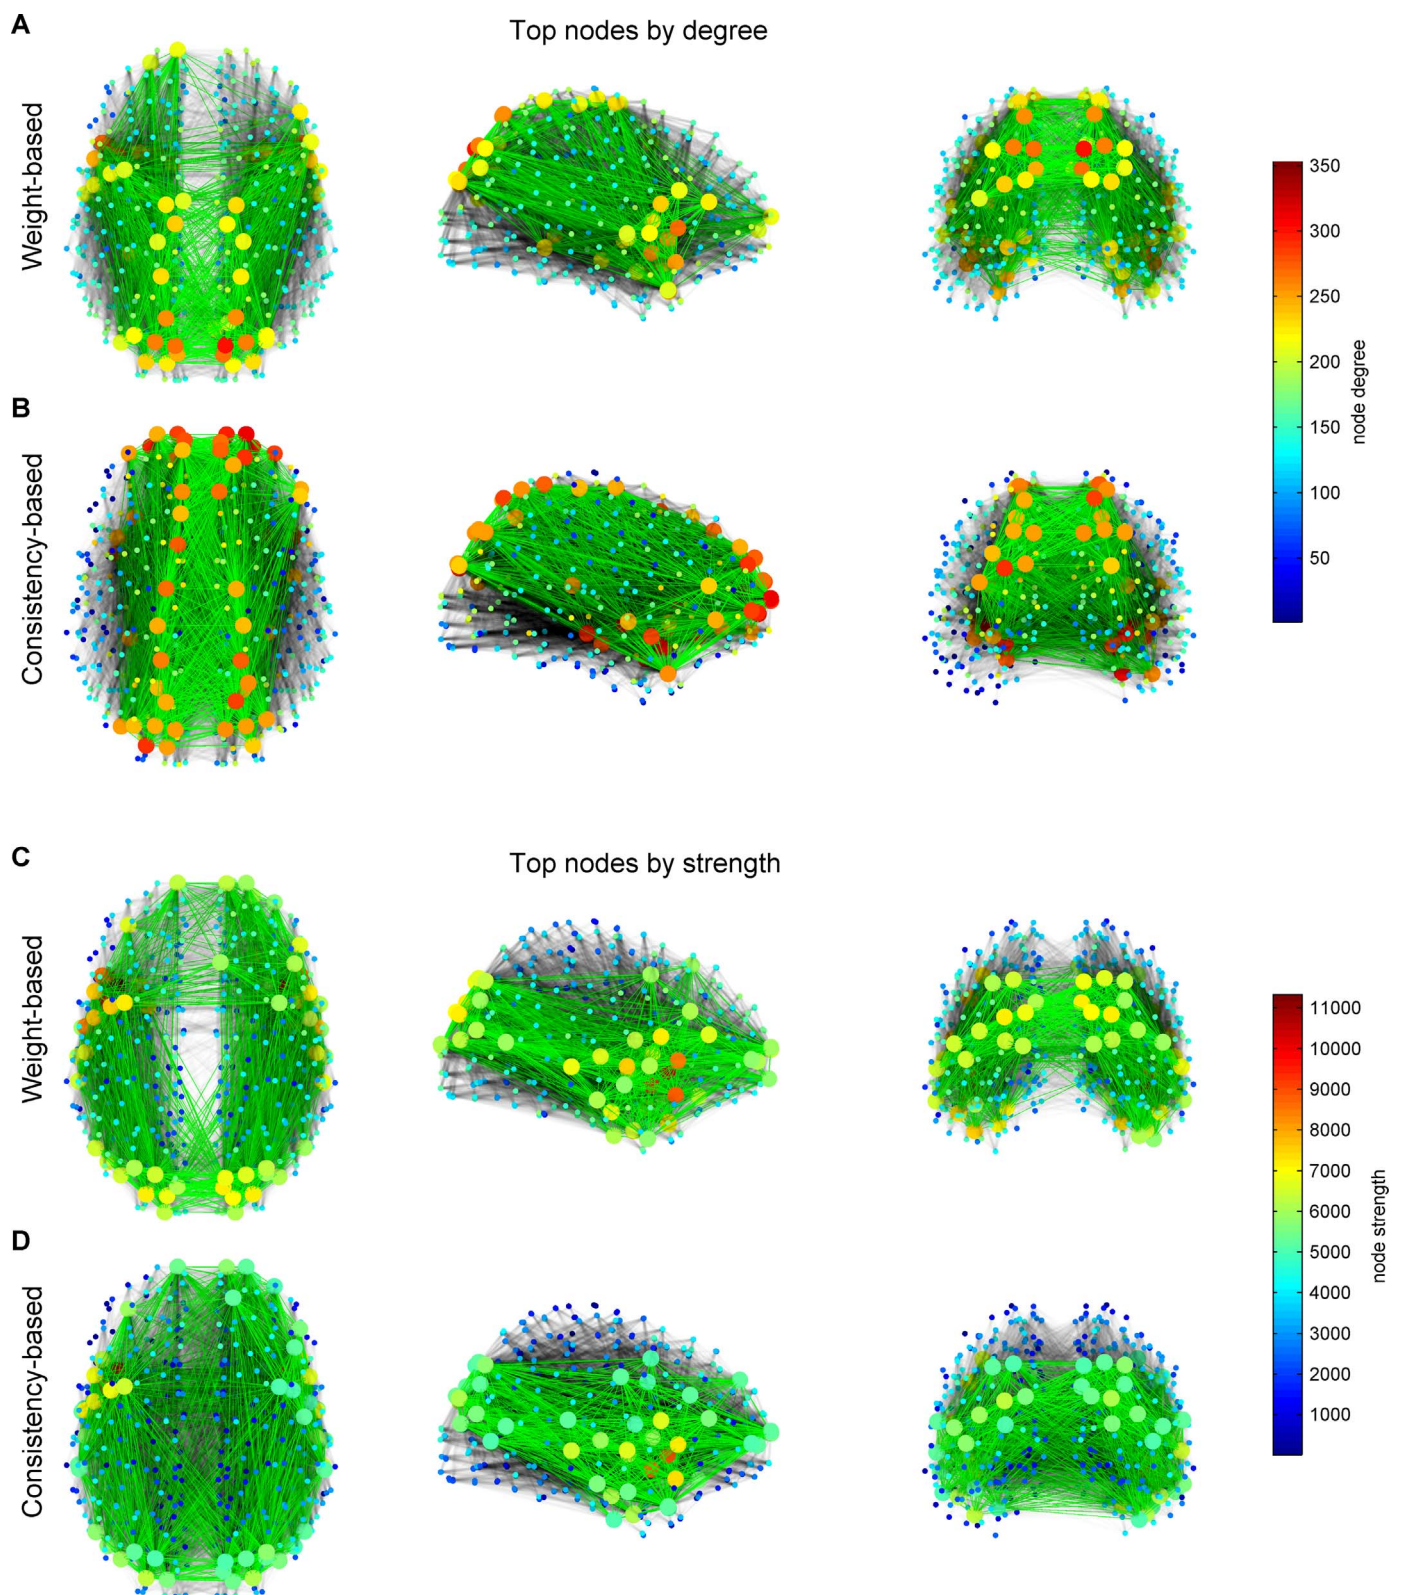 A
Top nodes by degree
Weight-based
350
300
250
200
150
100
50
node degree
B
Consistency-based
C
Top nodes by strength
Weight-based
11000
10000
9000
8000
7000
6000
5000
4000
3000
2000
1000
node strength
D
Consistency-based